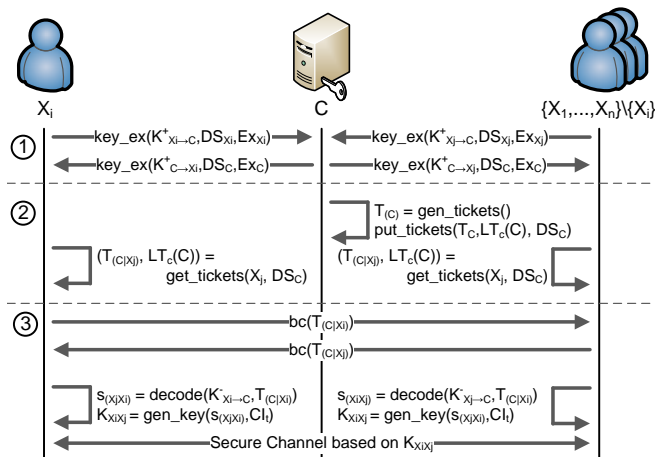 Xᵢ
C
{X₁,...,Xₙ}\{Xᵢ}
①
key_ex(K⁺Xi→C,DSXi,ExXi)
key_ex(K⁺Xj→C,DSXj,ExXj)
key_ex(K⁺C→Xi,DSC,ExC)
key_ex(K⁺C→Xj,DSC,ExC)
②
T(C) = gen_tickets()
put_tickets(TC,LTc(C), DSC)
(T(C|Xj), LTc(C)) =
get_tickets(Xj, DSC)
(T(C|Xj), LTc(C)) =
get_tickets(Xj, DSC)
③
bc(T(C|Xi))
bc(T(C|Xj))
s(XjXi) = decode(K⁻Xi→C,T(C|Xi))
KXiXj = gen_key(s(XjXi),CIt)
s(XiXj) = decode(K⁻Xj→C,T(C|Xi))
KXiXj = gen_key(s(XjXi),CIt)
Secure Channel based on KXiXj